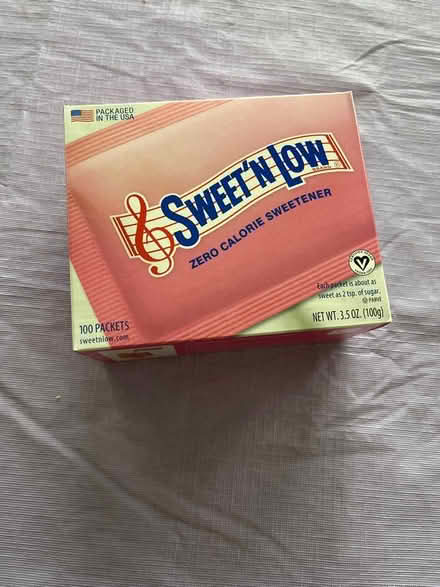 PACKAGED
IN THE USA
SWEET'N LOW
ZERO CALORIE SWEETENER
Each packet is about as
sweet as 2 tsp. of sugar.
Ⓤ PARVE
100 PACKETS
sweetnlow.com
NET WT. 3.5 OZ. (100g)